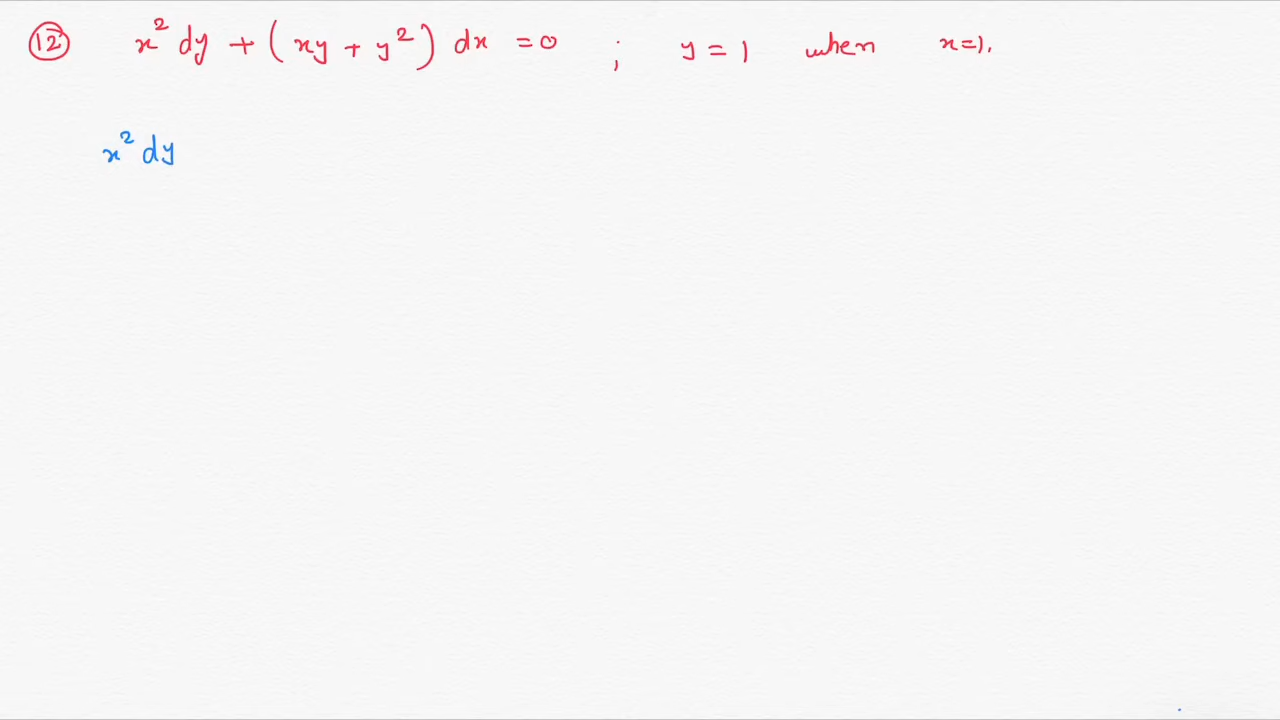 ⑫ x² dy + (xy + y²) dx = 0 ; y = 1 when x=1.
x² dy